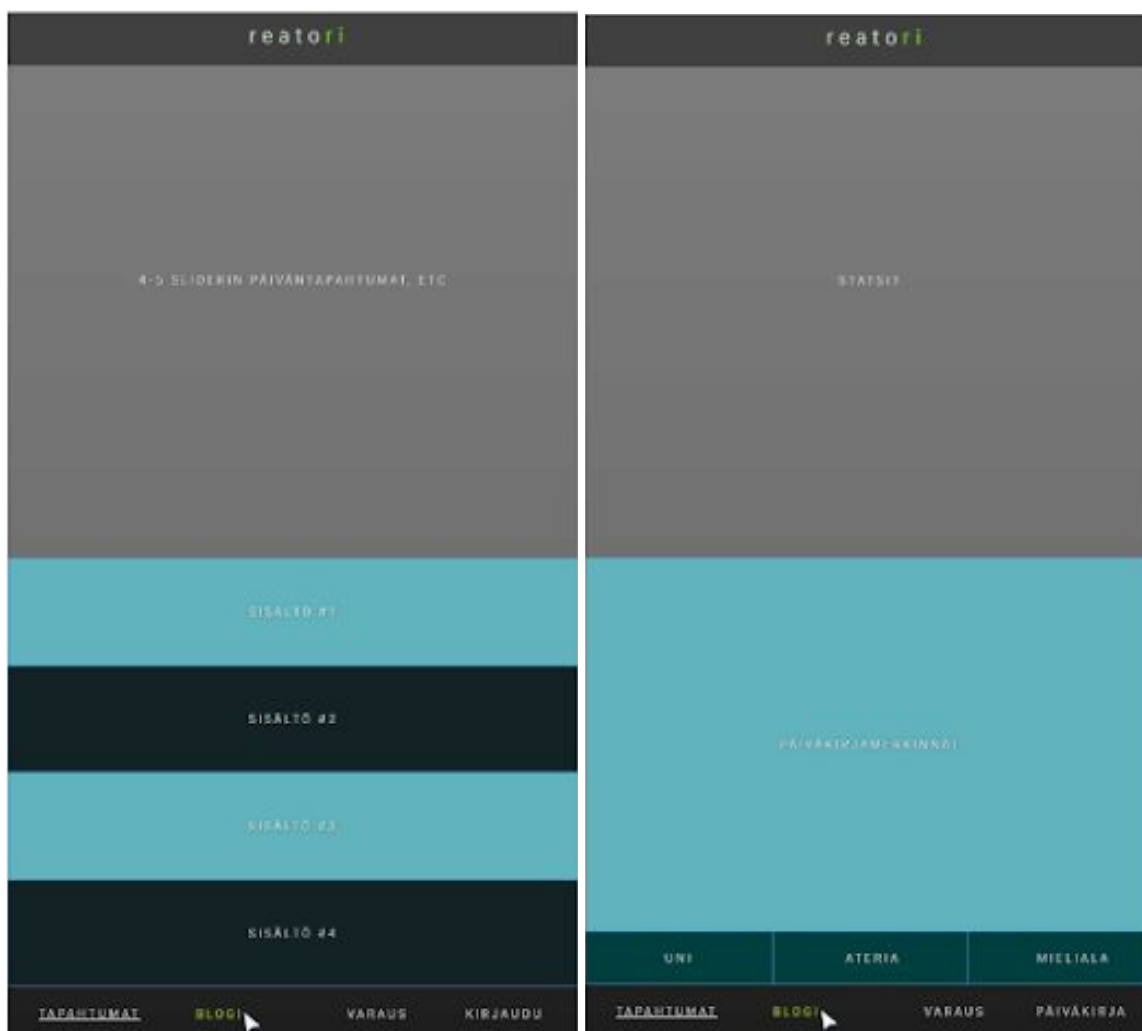 reatori
4-5 SLIDERIN PÄIVÄNTAPAHTUMAT, ETC
SISÄLTÖ #1
SISÄLTÖ #2
SISÄLTÖ #3
SISÄLTÖ #4
TAPAHTUMAT BLOGI VARAUS KIRJAUDU
reatori
STATSIT
PÄIVÄKIRJAMERKINNÄT
UNI ATERIA MIELIALA
TAPAHTUMAT BLOGI VARAUS PÄIVÄKIRJA